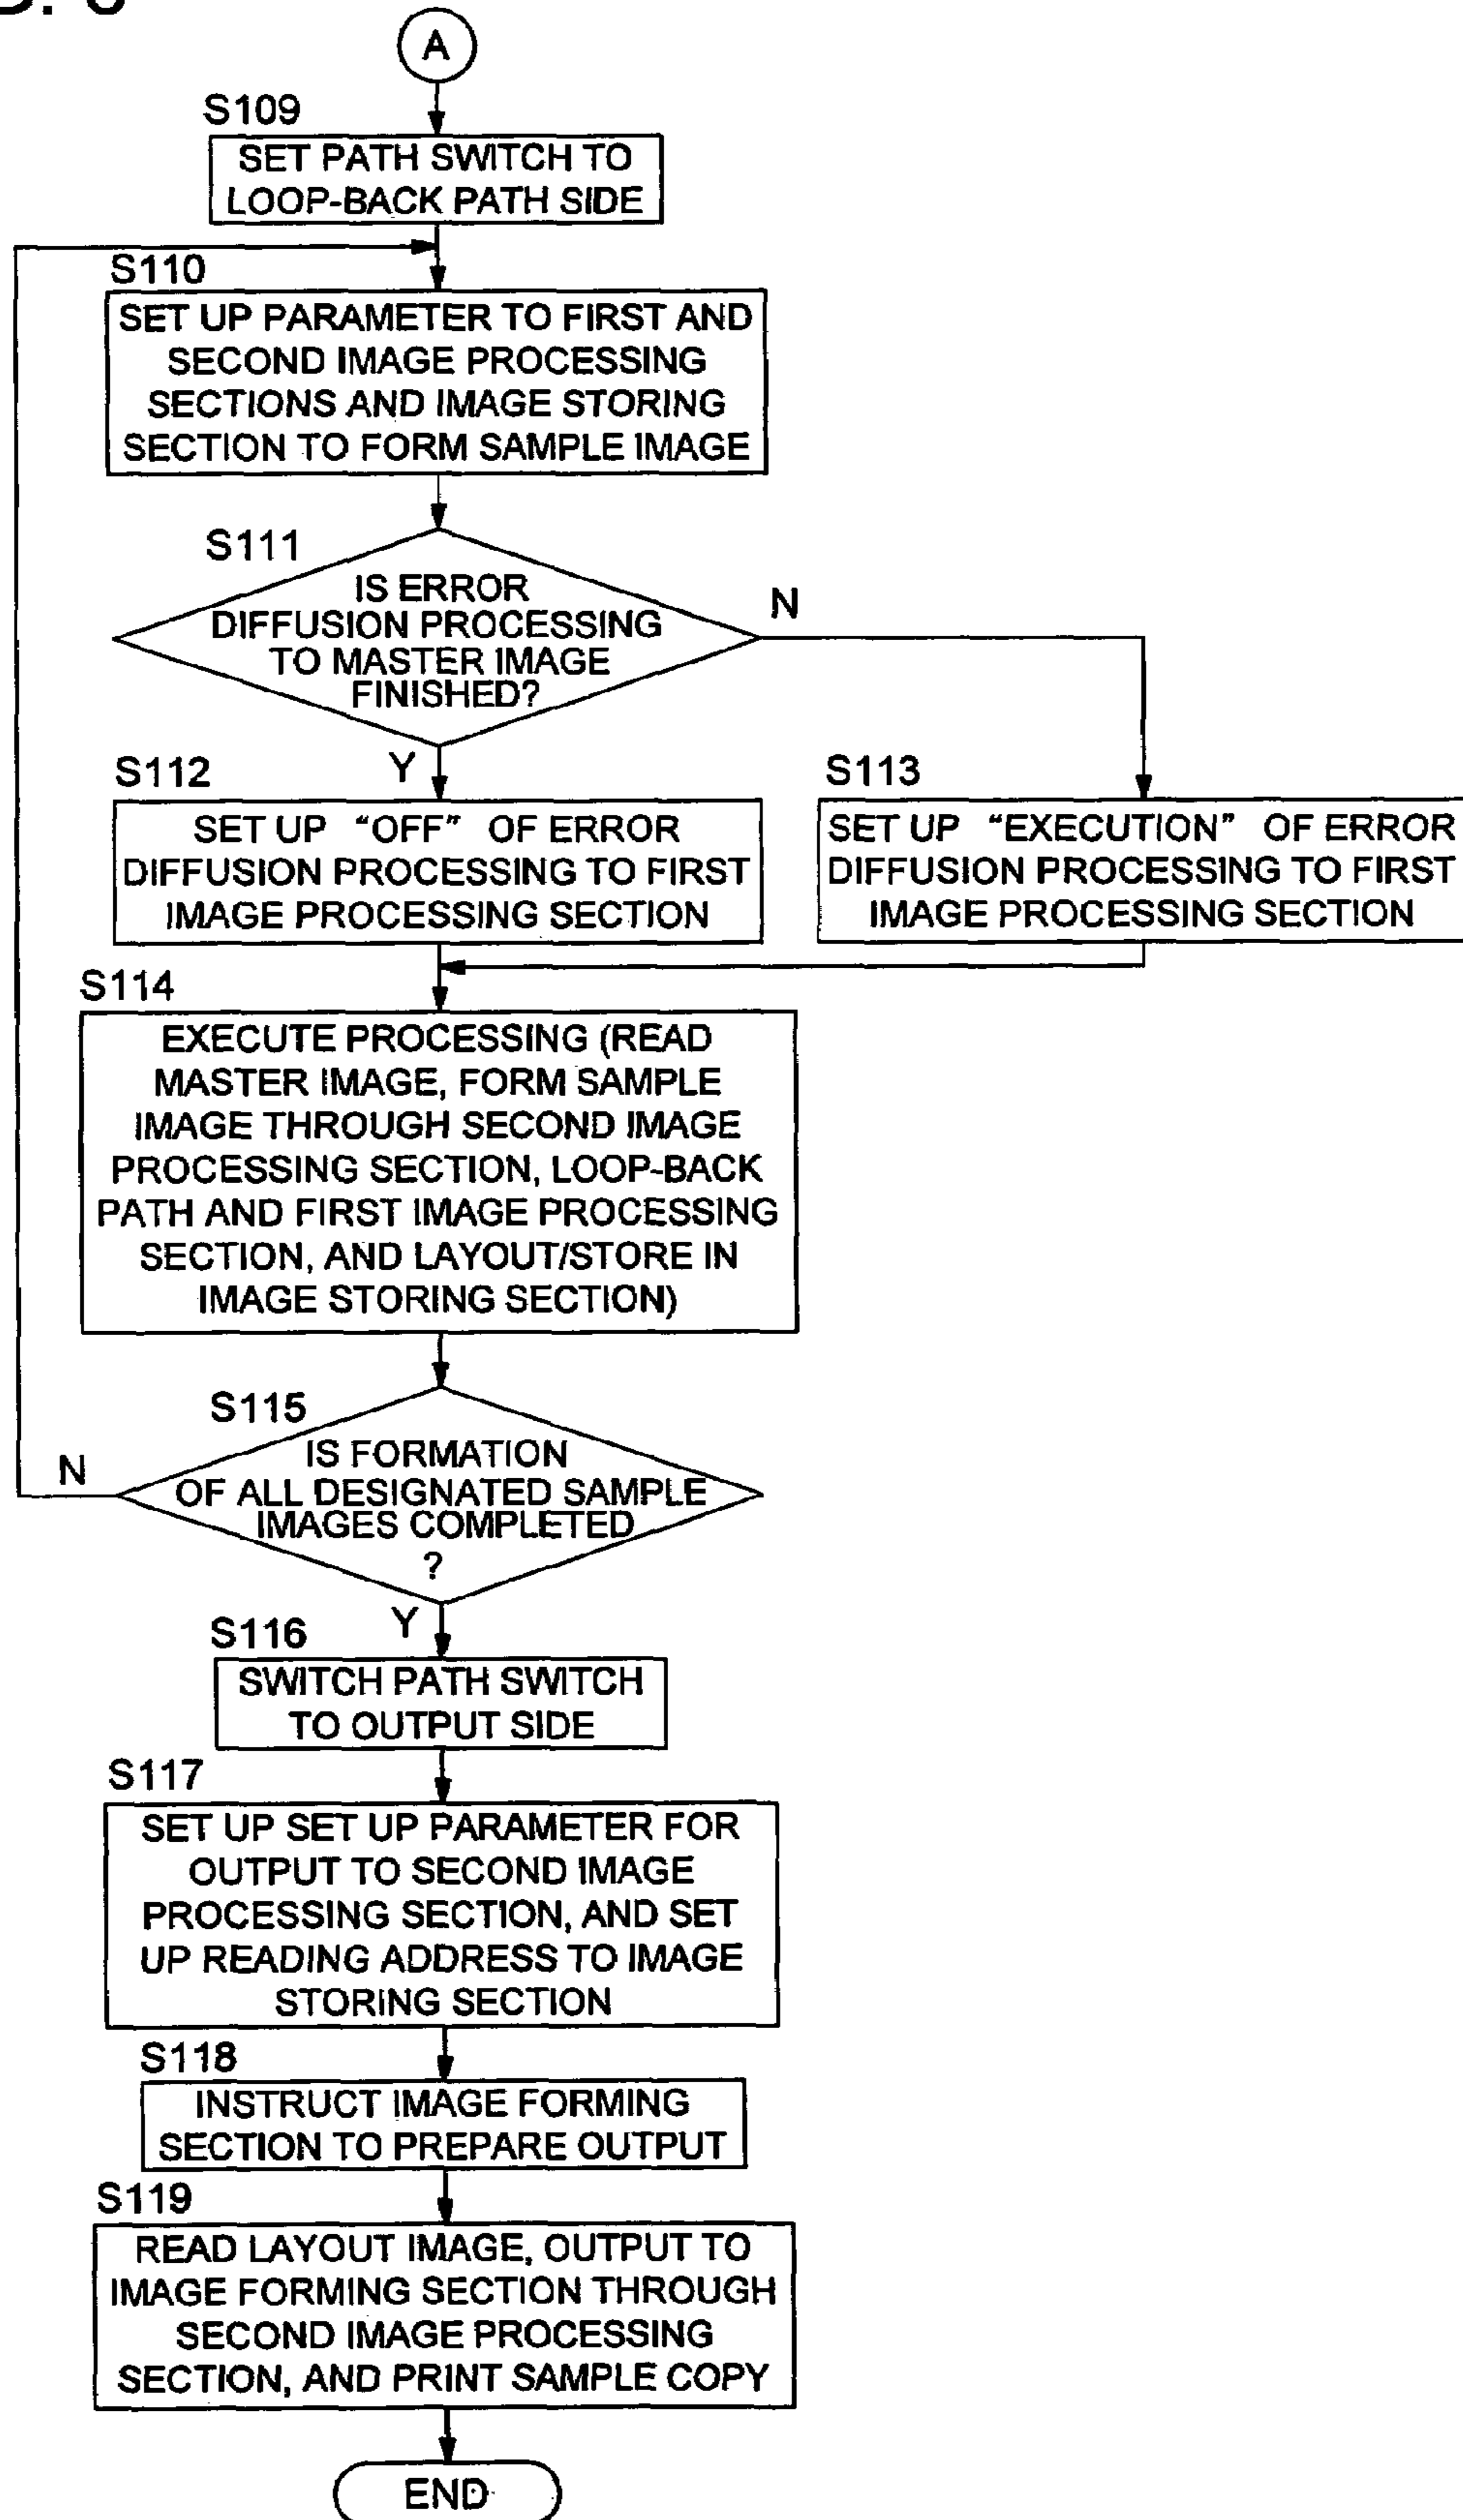 A
S109
SET PATH SWITCH TO
LOOP-BACK PATH SIDE
S110
SET UP PARAMETER TO FIRST AND
SECOND IMAGE PROCESSING
SECTIONS AND IMAGE STORING
SECTION TO FORM SAMPLE IMAGE
S111
IS ERROR
DIFFUSION PROCESSING
TO MASTER IMAGE
FINISHED?
N
Y
S112
SET UP "OFF" OF ERROR
DIFFUSION PROCESSING TO FIRST
IMAGE PROCESSING SECTION
S113
SET UP "EXECUTION" OF ERROR
DIFFUSION PROCESSING TO FIRST
IMAGE PROCESSING SECTION
S114
EXECUTE PROCESSING (READ
MASTER IMAGE, FORM SAMPLE
IMAGE THROUGH SECOND IMAGE
PROCESSING SECTION, LOOP-BACK
PATH AND FIRST IMAGE PROCESSING
SECTION, AND LAYOUT/STORE IN
IMAGE STORING SECTION)
S115
IS FORMATION
OF ALL DESIGNATED SAMPLE
IMAGES COMPLETED
?
N
Y
S116
SWITCH PATH SWITCH
TO OUTPUT SIDE
S117
SET UP SET UP PARAMETER FOR
OUTPUT TO SECOND IMAGE
PROCESSING SECTION, AND SET
UP READING ADDRESS TO IMAGE
STORING SECTION
S118
INSTRUCT IMAGE FORMING
SECTION TO PREPARE OUTPUT
S119
READ LAYOUT IMAGE, OUTPUT TO
IMAGE FORMING SECTION THROUGH
SECOND IMAGE PROCESSING
SECTION, AND PRINT SAMPLE COPY
END